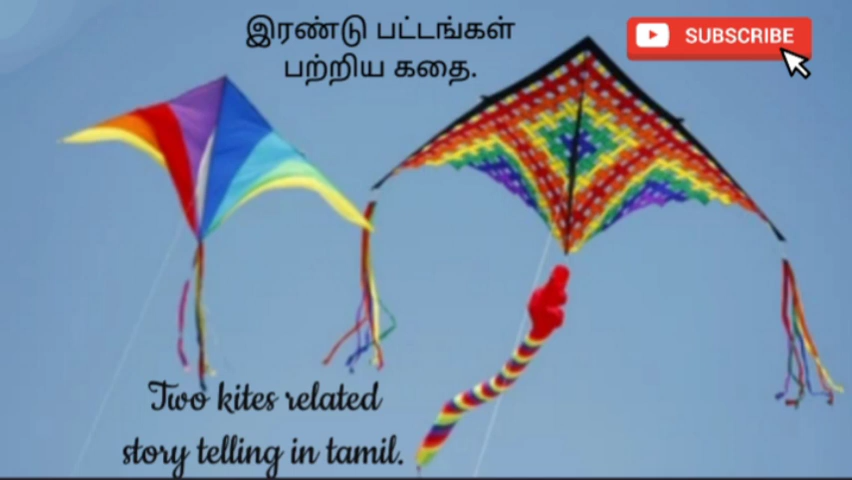 இரண்டு பட்டங்கள்
பற்றிய கதை.
SUBSCRIBE
Two kites related
story telling in tamil.